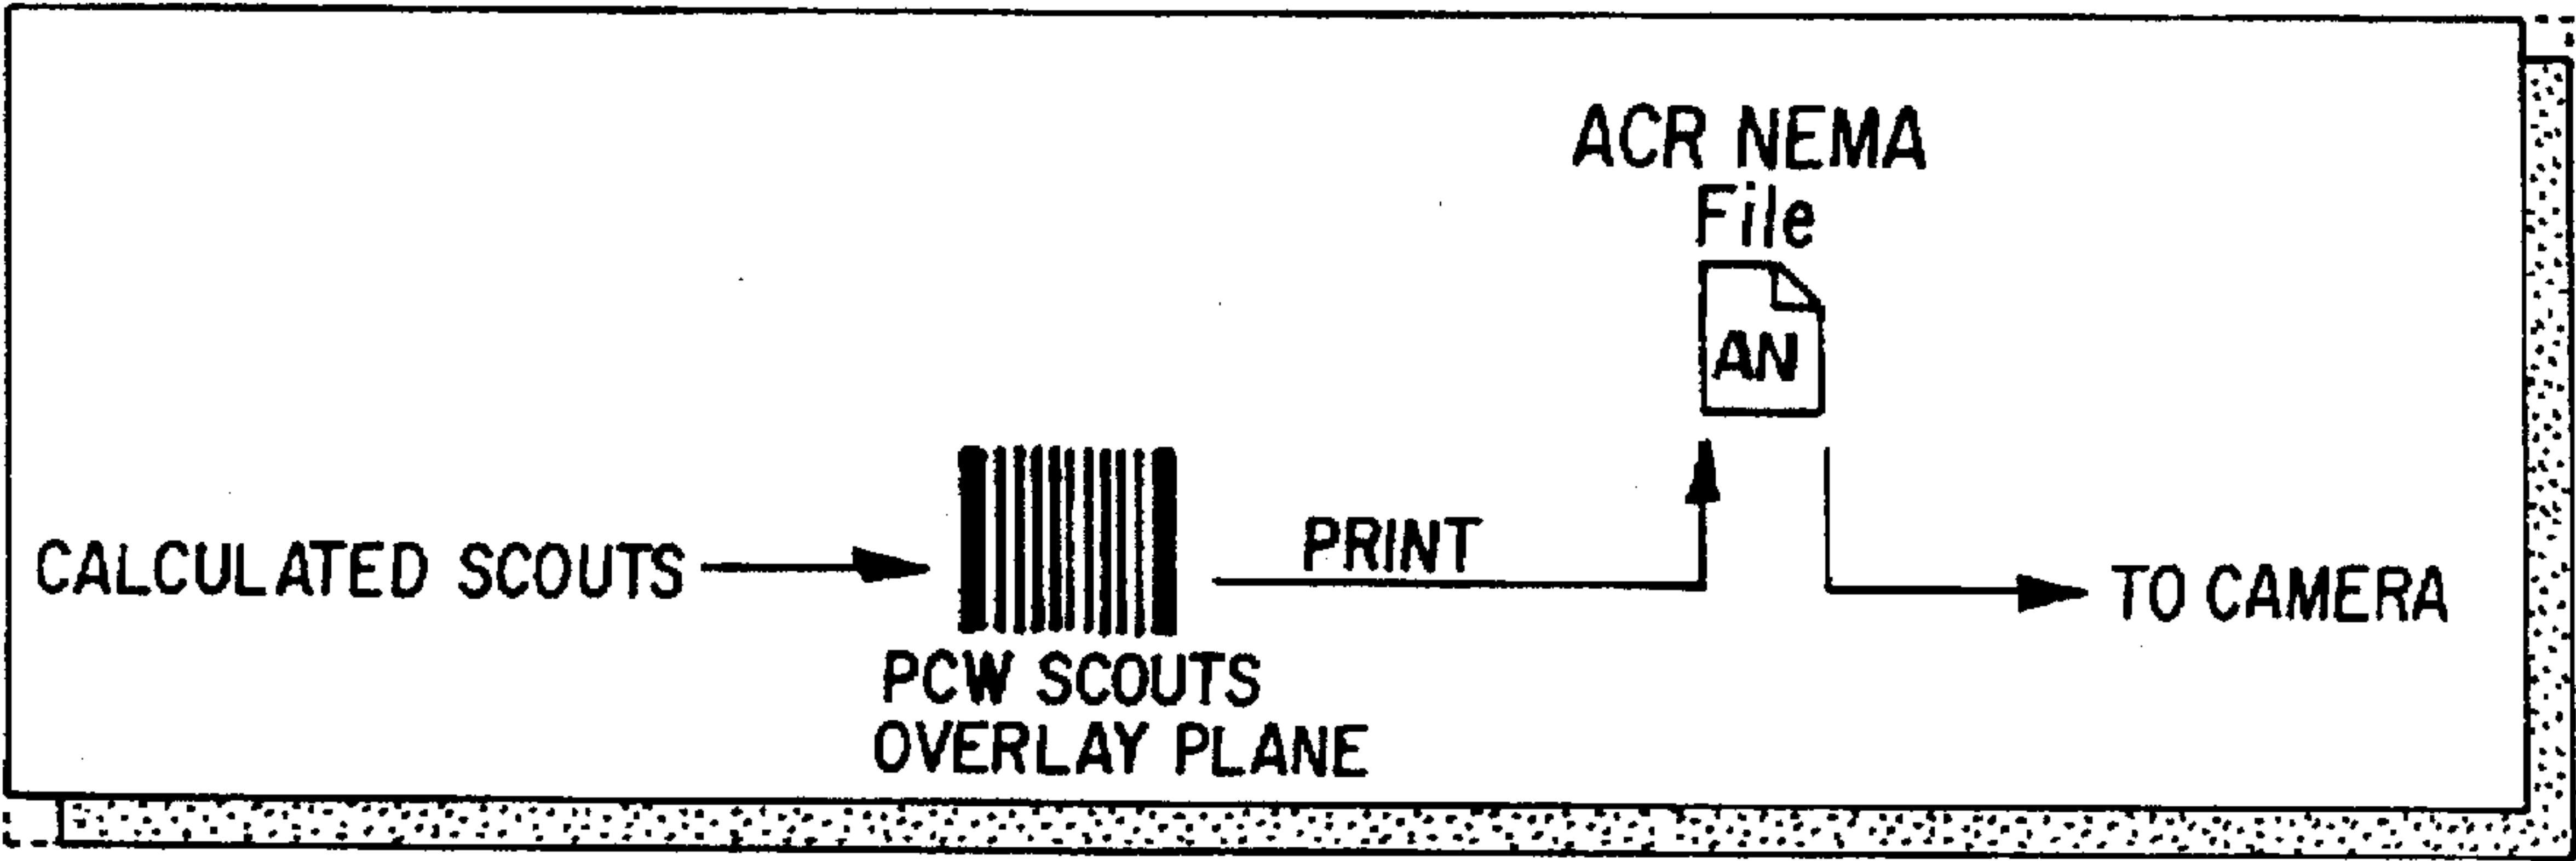 ACR NEMA
File
AN
CALCULATED SCOUTS
PRINT
TO CAMERA
PCW SCOUTS
OVERLAY PLANE